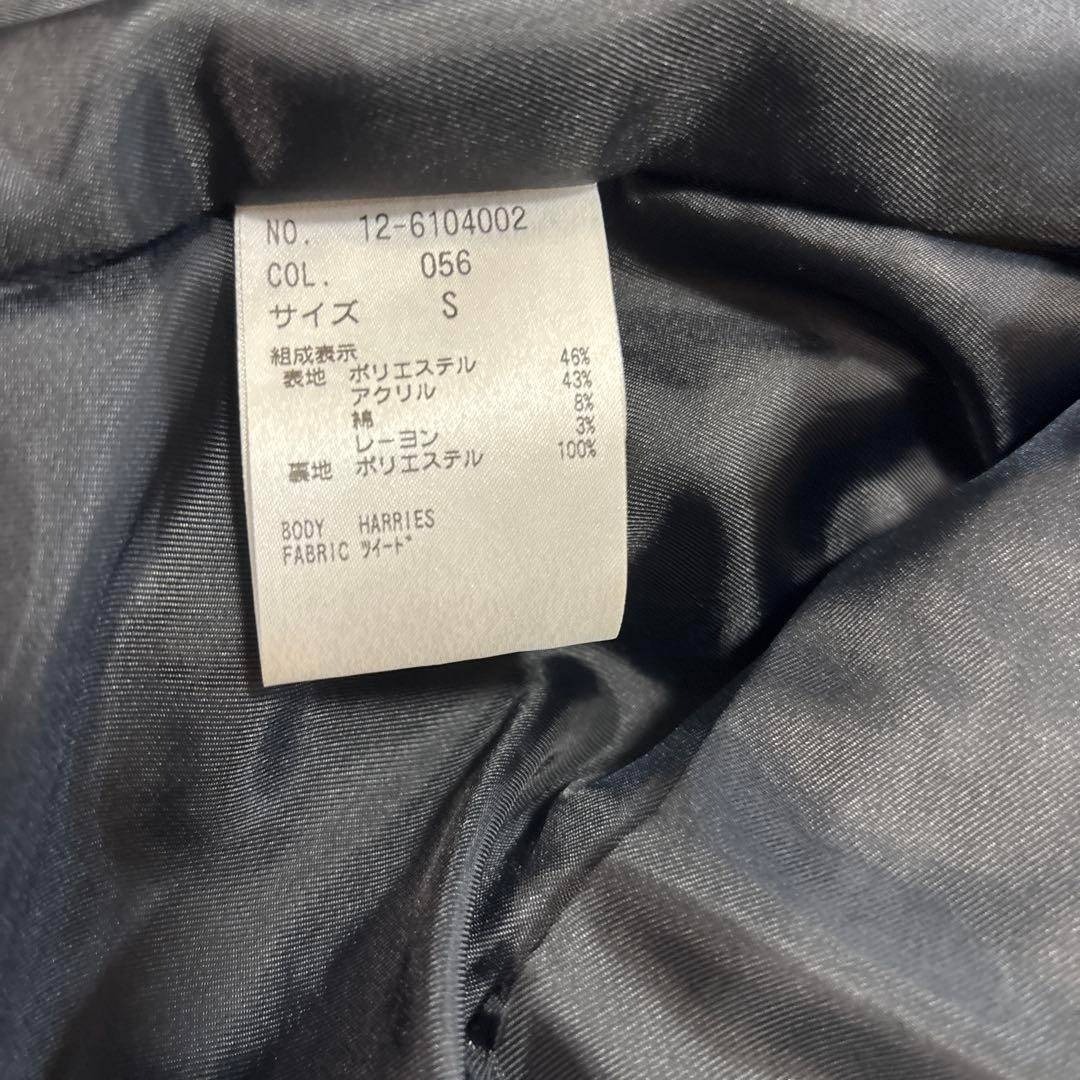 NO. 12-6104002
COL. 056
サイズ S
組成表示
表地 ポリエステル 46%
アクリル 43%
綿 8%
レーヨン 3%
裏地 ポリエステル 100%
BODY HARRIES
FABRIC ﾂｲｰﾄﾞ